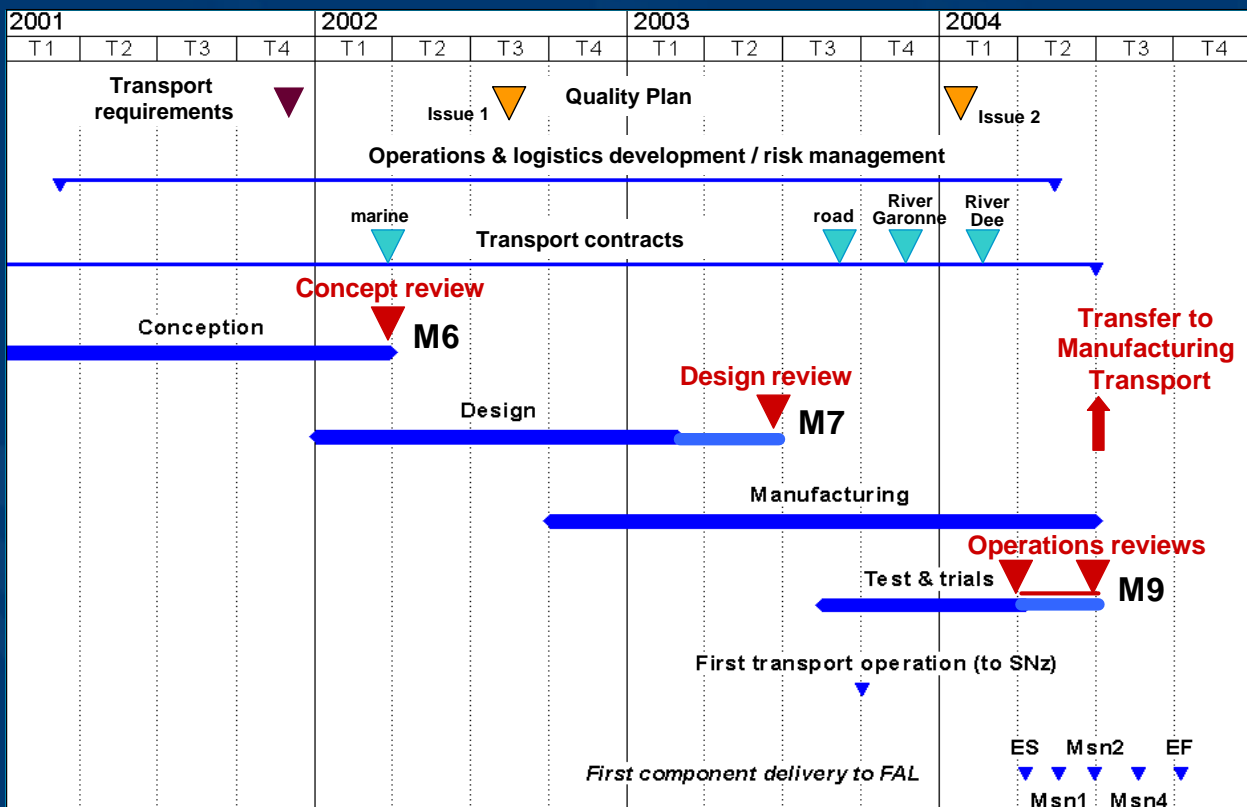 2001 2002 2003 2004
T1 T2 T3 T4 T1 T2 T3 T4 T1 T2 T3 T4 T1 T2 T3 T4
Transport
requirements
Issue 1
Quality Plan
Issue 2
Operations & logistics development / risk management
marine
Transport contracts
road
River
Garonne
River
Dee
Concept review
M6
Conception
Transfer to
Manufacturing
Transport
Design review
M7
Design
Manufacturing
Operations reviews
Test & trials
M9
First transport operation (to SNz)
ES Msn2 EF
First component delivery to FAL
Msn1 Msn4